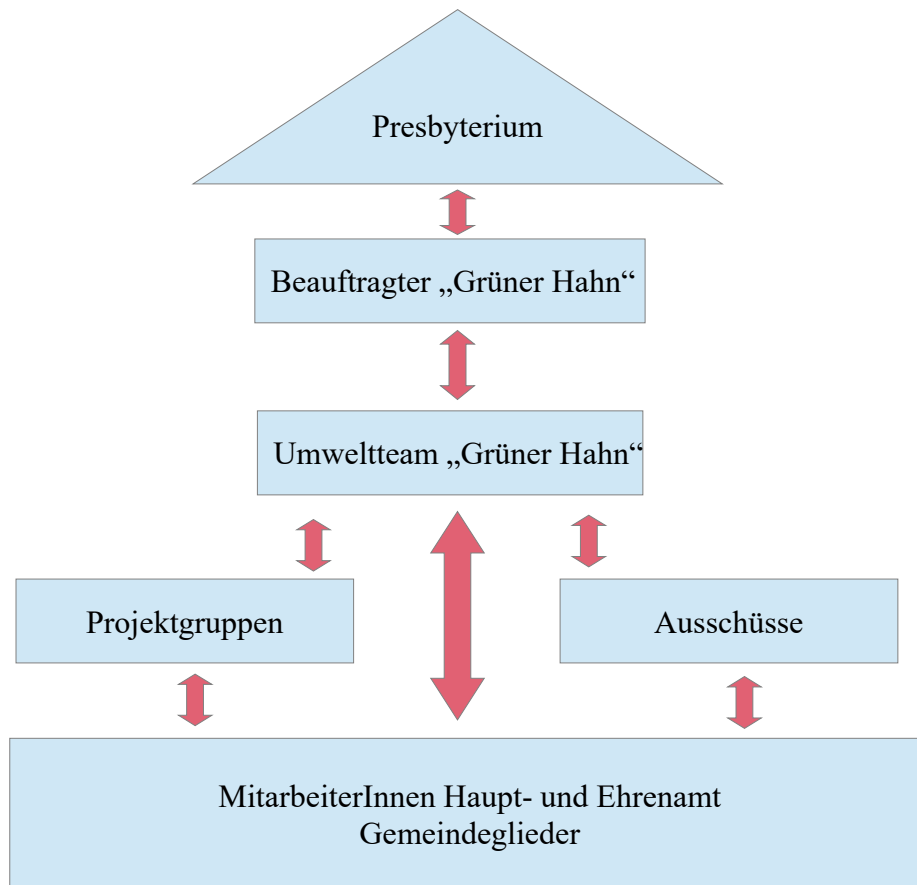 Presbyterium
Beauftragter „Grüner Hahn“
Umweltteam „Grüner Hahn“
Projektgruppen
Ausschüsse
MitarbeiterInnen Haupt- und Ehrenamt
Gemeindeglieder